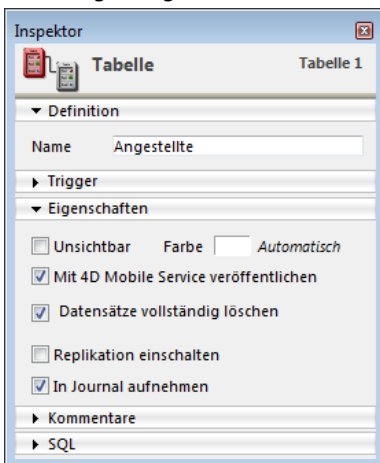 Inspektor
Tabelle Tabelle 1
Definition
Name Angestellte
Trigger
Eigenschaften
Unsichtbar Farbe Automatisch
Mit 4D Mobile Service veröffentlichen
Datensätze vollständig löschen
Replikation einschalten
In Journal aufnehmen
Kommentare
SQL